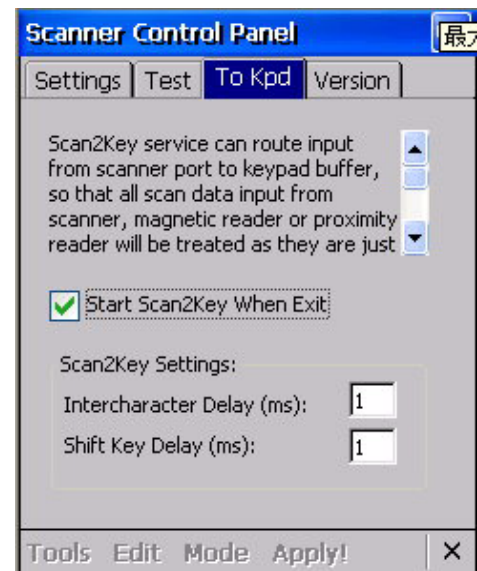 Scanner Control Panel
最
Settings Test To Kpd Version
Scan2Key service can route input
from scanner port to keypad buffer,
so that all scan data input from
scanner, magnetic reader or proximity
reader will be treated as they are just
Start Scan2Key When Exit
Scan2Key Settings:
Intercharacter Delay (ms): 1
Shift Key Delay (ms): 1
Tools Edit Mode Apply!